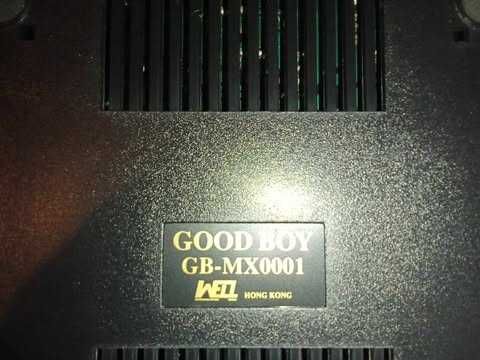 GOOD BOY
GB-MX0001
WELL HONG KONG